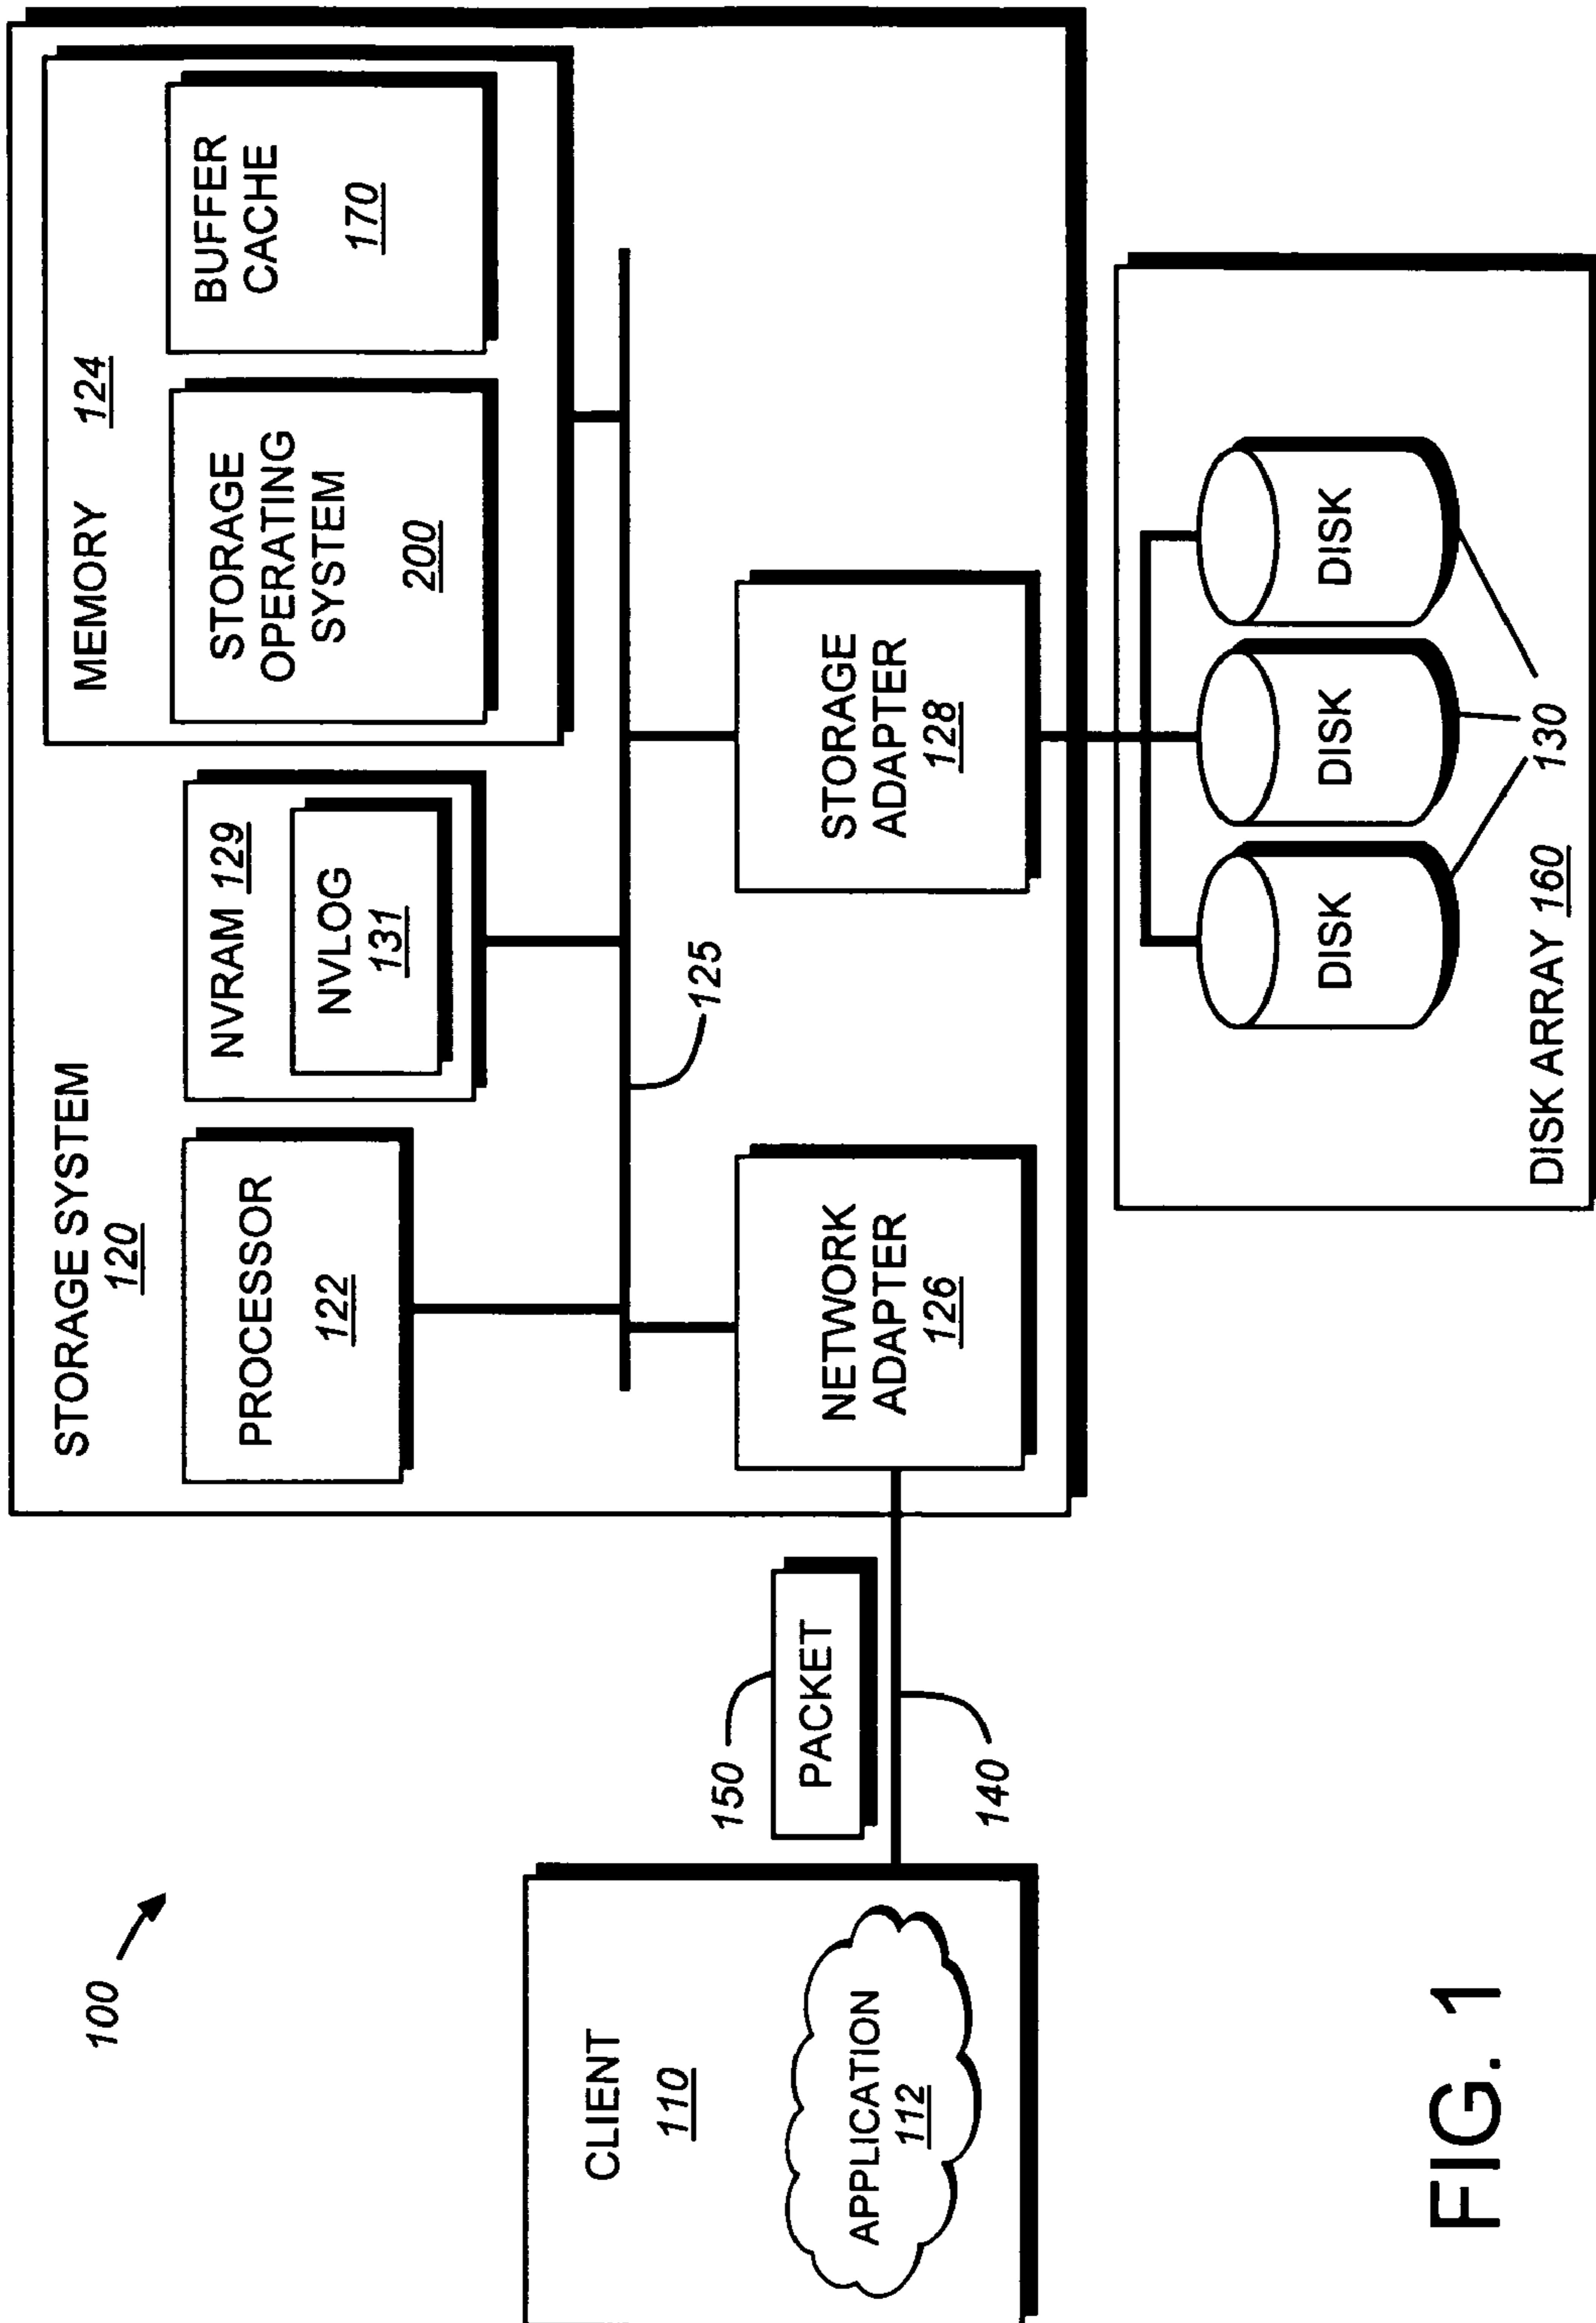 100
STORAGE SYSTEM
120
PROCESSOR
122
NVRAM 129
NVLOG
131
MEMORY 124
STORAGE
OPERATING
SYSTEM
200
BUFFER
CACHE
170
125
CLIENT
110
APPLICATION
112
150
PACKET
140
NETWORK
ADAPTER
126
STORAGE
ADAPTER
128
DISK
DISK
DISK
130
DISK ARRAY 160
FIG. 1